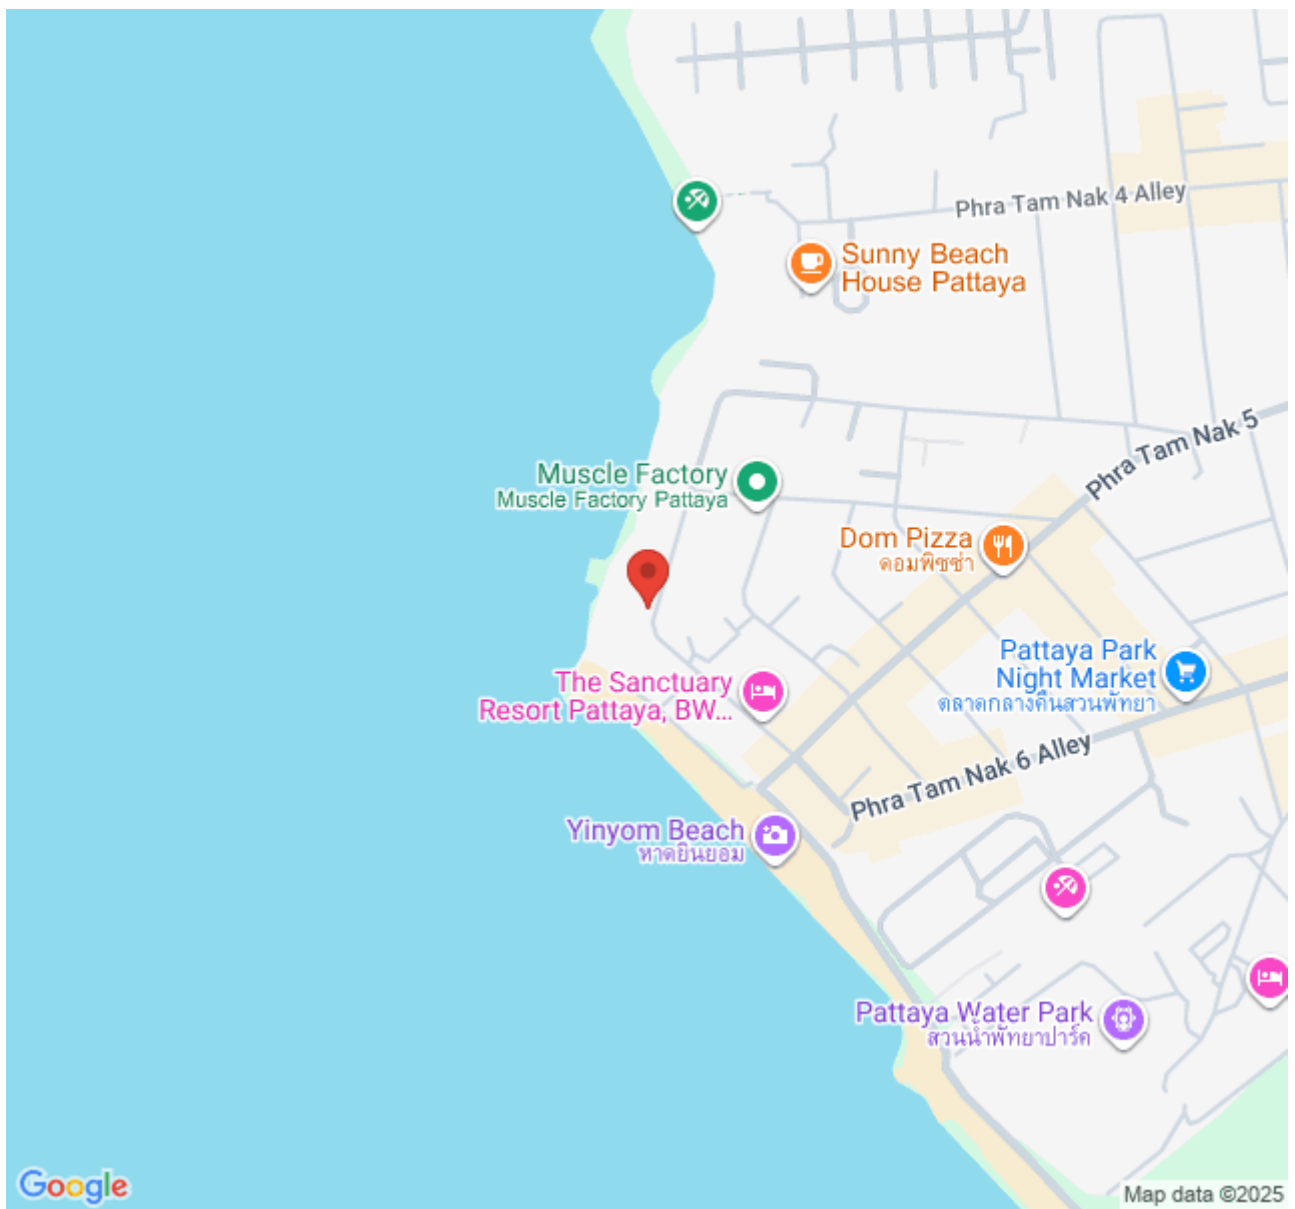 Phra Tam Nak 4 Alley
Sunny Beach
House Pattaya
Phra Tam Nak 5
Muscle Factory
Muscle Factory Pattaya
Dom Pizza
ดอมพิซซ่า
Pattaya Park
Night Market
ตลาดกลางคืนสวนพัทยา
The Sanctuary
Resort Pattaya, BW...
Phra Tam Nak 6 Alley
Yinyom Beach
หาดยินยอม
Pattaya Water Park
สวนน้ำพัทยาปาร์ค
Google
Map data ©2025